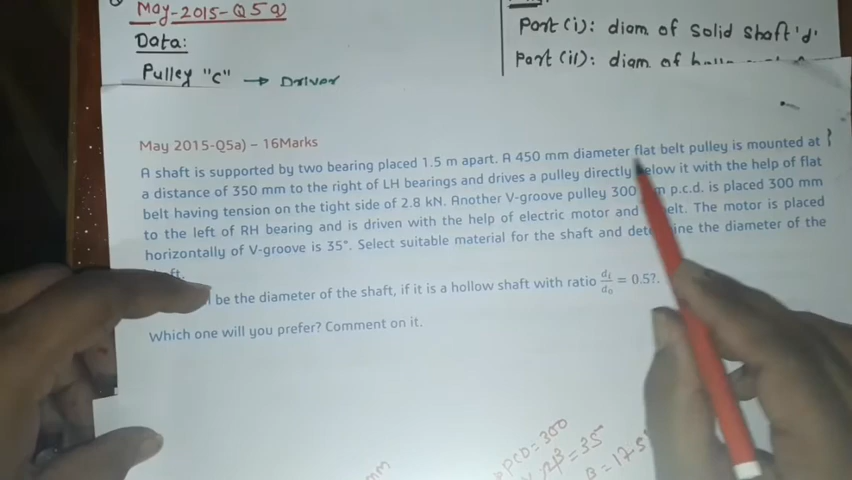 May-2015-Q5a)
Data:
Pulley "C" → Driver
Part(i): diam of solid shaft 'd'
Part(ii): diam of
May 2015-Q5a) – 16Marks
A shaft is supported by two bearing placed 1.5 m apart. A 450 mm diameter flat belt pulley is mounted at
a distance of 350 mm to the right of LH bearings and drives a pulley directly below it with the help of flat
belt having tension on the tight side of 2.8 kN. Another V-groove pulley 300 mm p.c.d. is placed 300 mm
to the left of RH bearing and is driven with the help of electric motor and belt. The motor is placed
horizontally of V-groove is 35°. Select suitable material for the shaft and determine the diameter of the
be the diameter of the shaft, if it is a hollow shaft with ratio di/do = 0.5?.
Which one will you prefer? Comment on it.
PCD = 300
2β = 35°
β = 17.5
mm